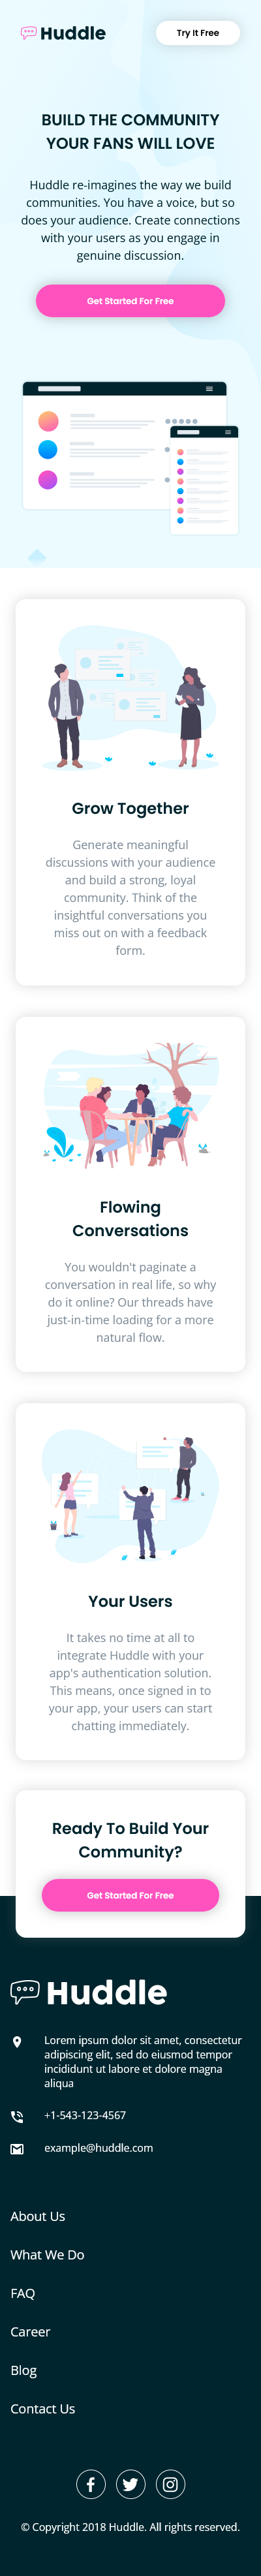 Huddle
Try It Free
BUILD THE COMMUNITY
YOUR FANS WILL LOVE
Huddle re-imagines the way we build
communities. You have a voice, but so
does your audience. Create connections
with your users as you engage in
genuine discussion.
Get Started For Free
Grow Together
Generate meaningful
discussions with your audience
and build a strong, loyal
community. Think of the
insightful conversations you
miss out on with a feedback
form.
Flowing
Conversations
You wouldn't paginate a
conversation in real life, so why
do it online? Our threads have
just-in-time loading for a more
natural flow.
Your Users
It takes no time at all to
integrate Huddle with your
app's authentication solution.
This means, once signed in to
your app, your users can start
chatting immediately.
Ready To Build Your
Community?
Get Started For Free
Huddle
Lorem ipsum dolor sit amet, consectetur
adipiscing elit, sed do eiusmod tempor
incididunt ut labore et dolore magna
aliqua
+1-543-123-4567
example@huddle.com
About Us
What We Do
FAQ
Career
Blog
Contact Us
© Copyright 2018 Huddle. All rights reserved.